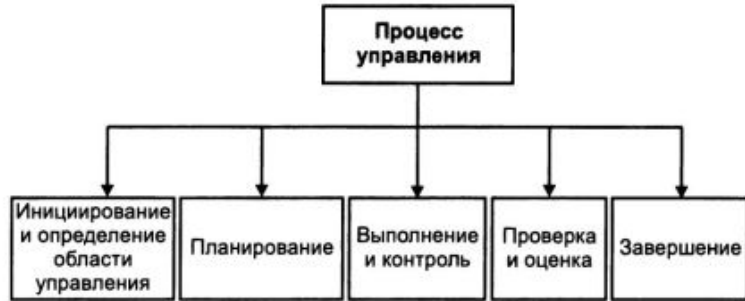 Процесс
управления
Инициирование
и определение
области
управления
Планирование
Выполнение
и контроль
Проверка
и оценка
Завершение